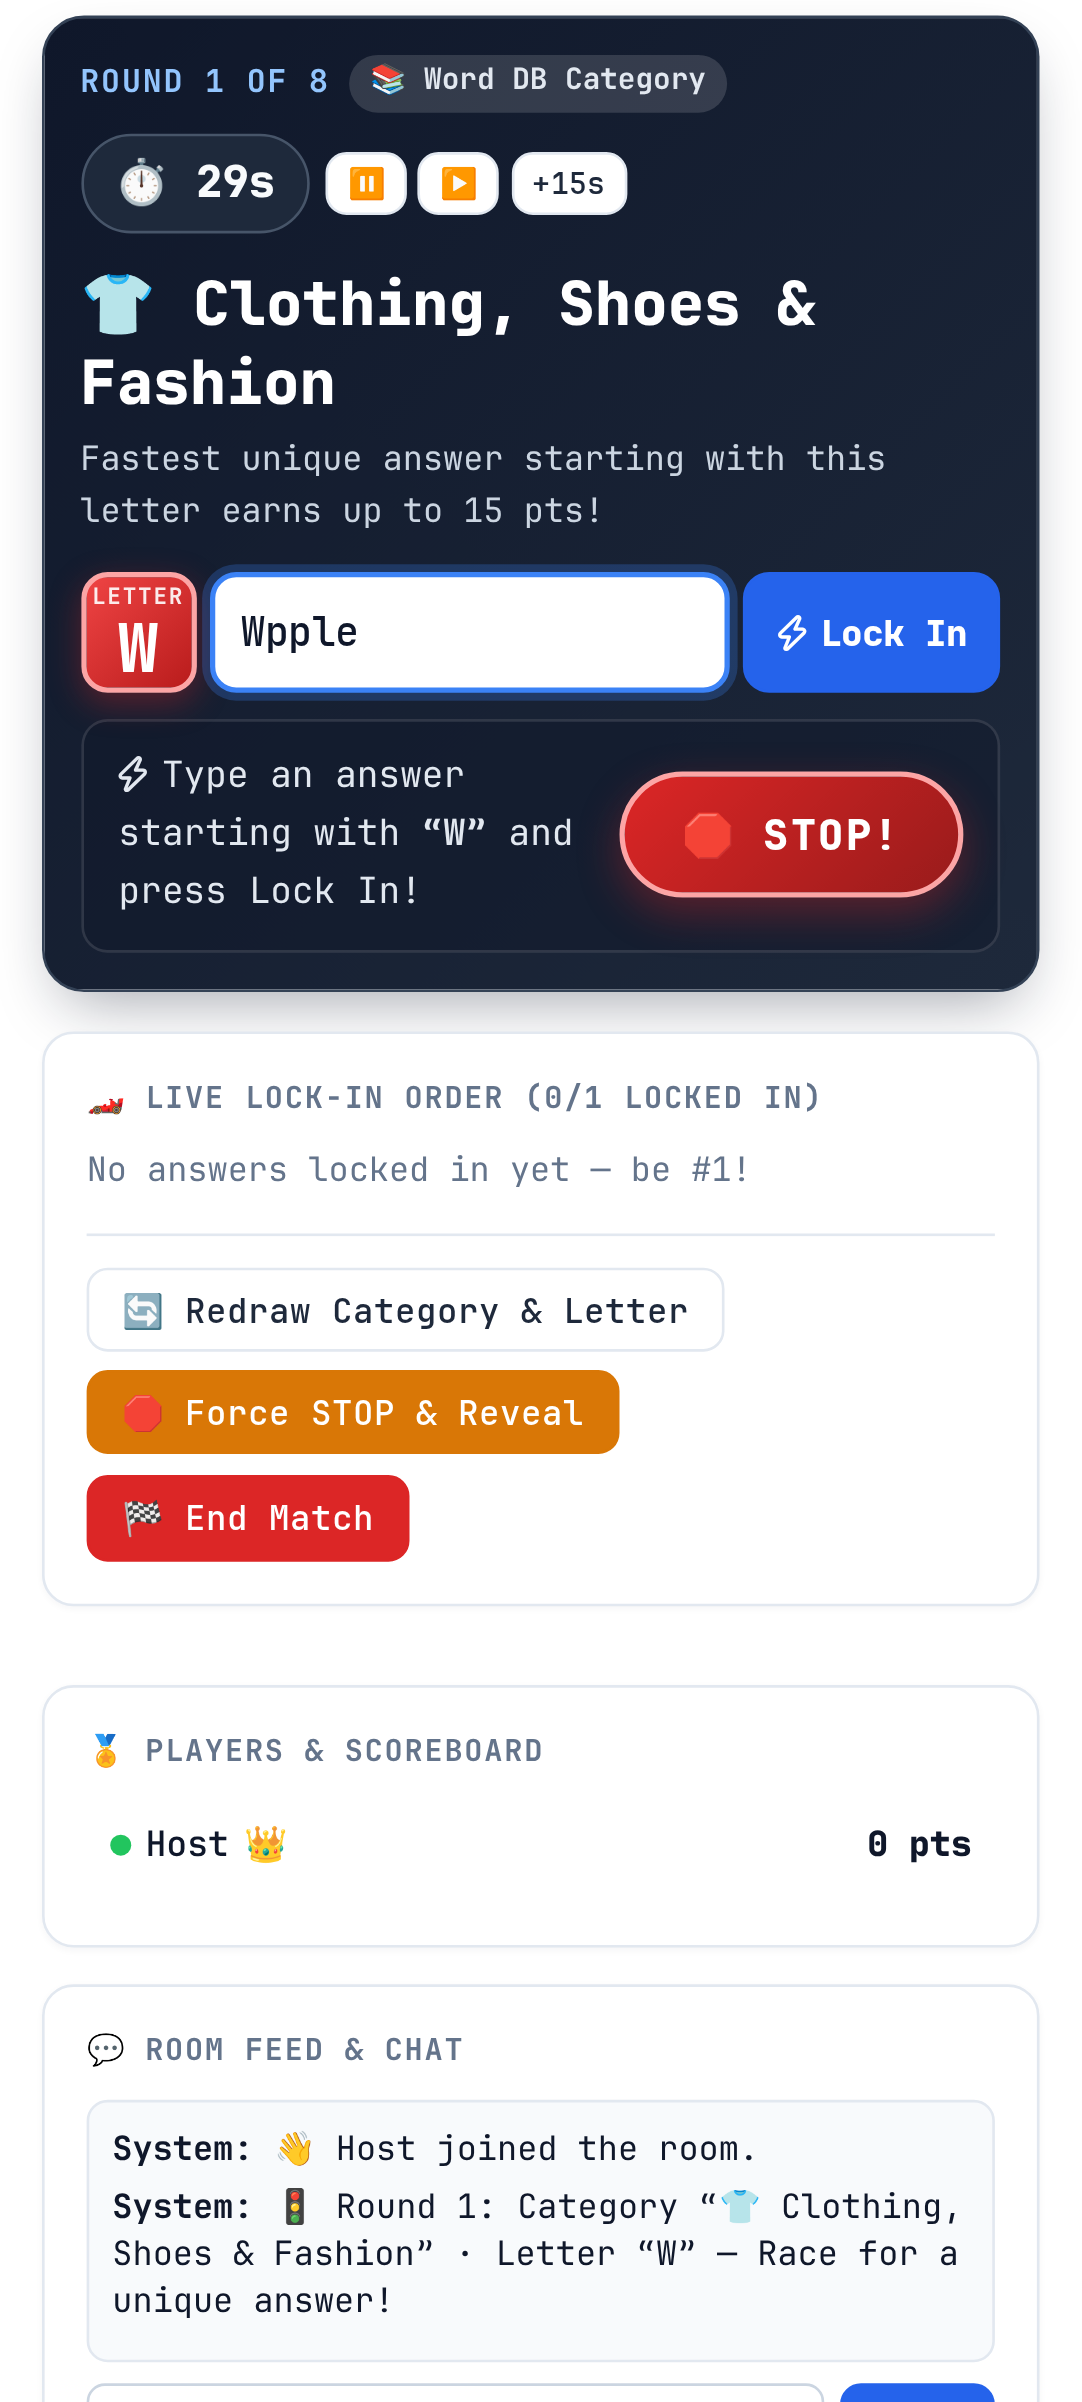 ROUND 1 OF 8 📚 Word DB Category
⏱️ 29s ⏸️ ▶️ +15s
👕 Clothing, Shoes &
Fashion
Fastest unique answer starting with this
letter earns up to 15 pts!
LETTER
W
Wpple
⚡ Lock In
⚡ Type an answer
starting with “W” and
press Lock In!
🛑 STOP!
🏎️ LIVE LOCK-IN ORDER (0/1 LOCKED IN)
No answers locked in yet — be #1!
🔄 Redraw Category & Letter
🛑 Force STOP & Reveal
🏁 End Match
🏅 PLAYERS & SCOREBOARD
Host 👑 0 pts
💬 ROOM FEED & CHAT
System: 👋 Host joined the room.
System: 🚦 Round 1: Category “👕 Clothing,
Shoes & Fashion” · Letter “W” — Race for a
unique answer!